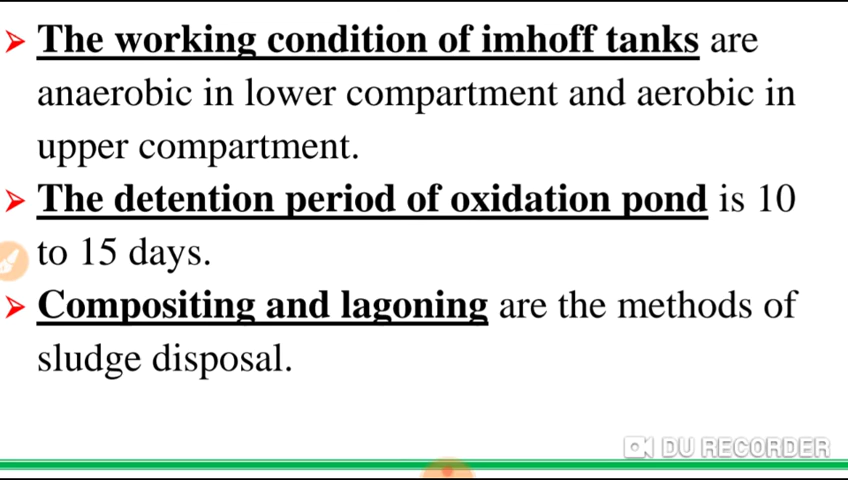 ➢ The working condition of imhoff tanks are
anaerobic in lower compartment and aerobic in
upper compartment.
➢ The detention period of oxidation pond is 10
to 15 days.
➢ Compositing and lagoning are the methods of
sludge disposal.
DU RECORDER